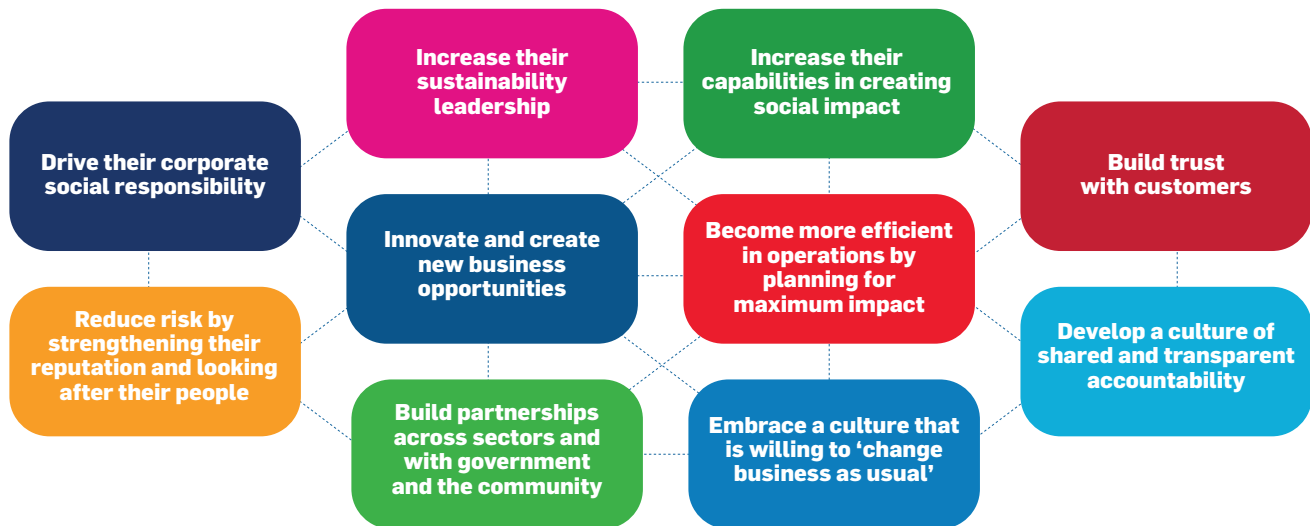 Increase their
sustainability
leadership
Increase their
capabilities in creating
social impact
Drive their corporate
social responsibility
Build trust
with customers
Innovate and create
new business
opportunities
Become more efficient
in operations by
planning for
maximum impact
Reduce risk by
strengthening their
reputation and looking
after their people
Develop a culture of
shared and transparent
accountability
Build partnerships
across sectors and
with government
and the community
Embrace a culture that
is willing to ‘change
business as usual’